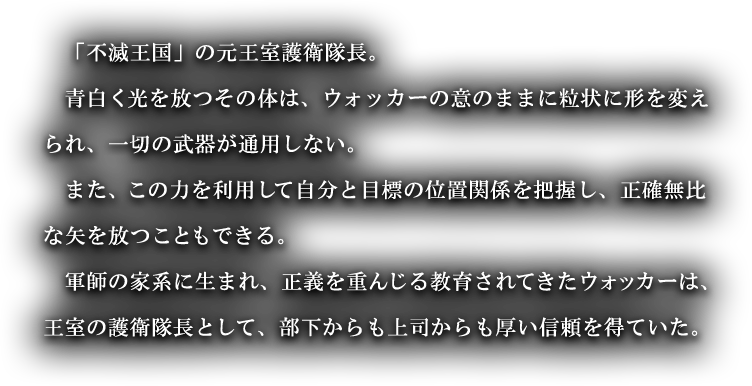 「不滅王国」の元王室護衛隊長。
青白く光を放つその体は、ウォッカーの意のままに粒状に形を変え
られ、一切の武器が通用しない。
また、この力を利用して自分と目標の位置関係を把握し、正確無比
な矢を放つこともできる。
軍師の家系に生まれ、正義を重んじる教育されてきたウォッカーは、
王室の護衛隊長として、部下からも上司からも厚い信頼を得ていた。